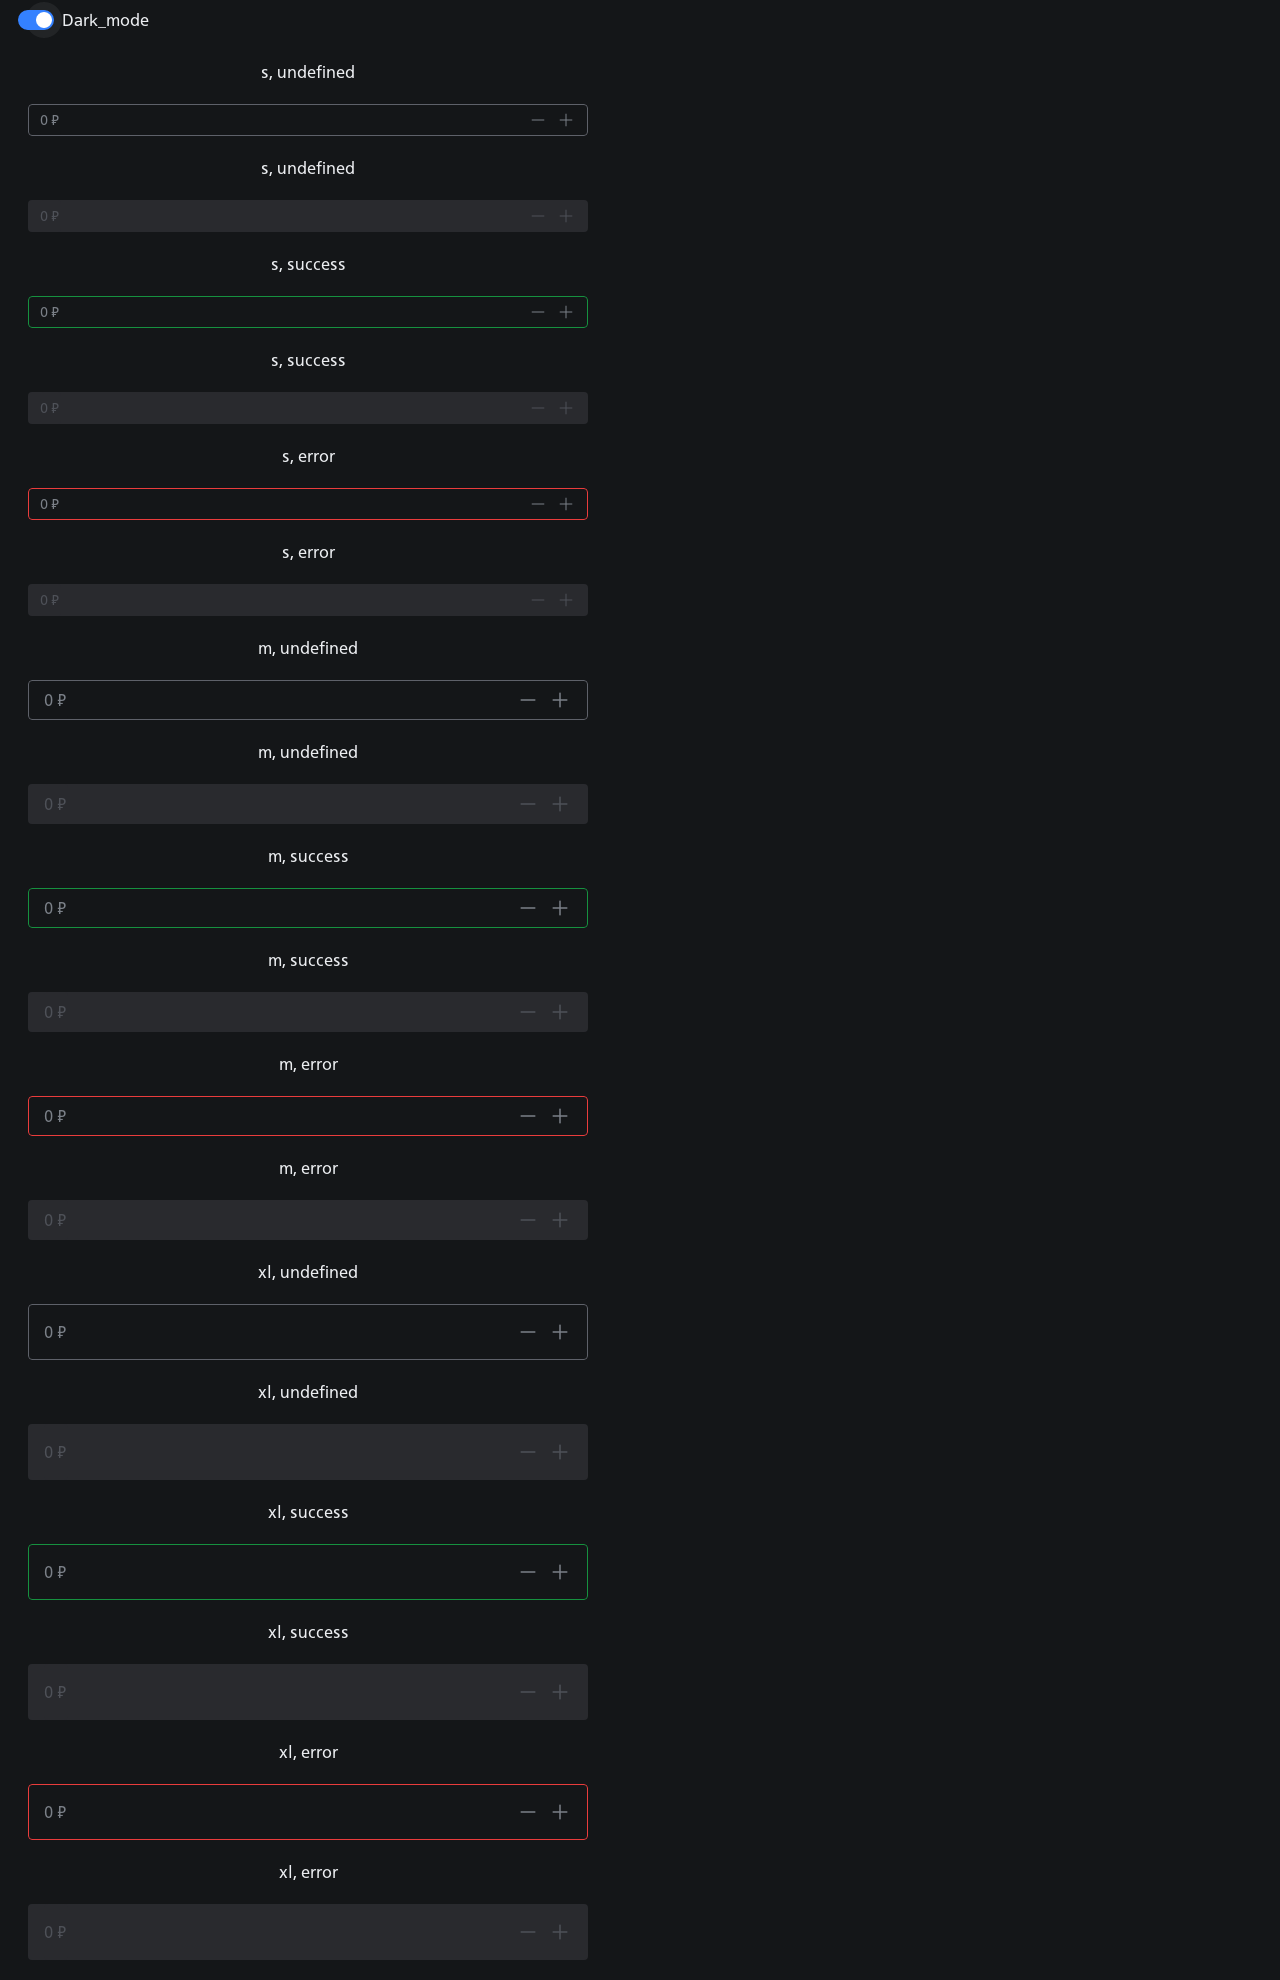 Dark_mode
s, undefined
0 ₽
s, undefined
0 ₽
s, success
0 ₽
s, success
0 ₽
s, error
0 ₽
s, error
0 ₽
m, undefined
0 ₽
m, undefined
0 ₽
m, success
0 ₽
m, success
0 ₽
m, error
0 ₽
m, error
0 ₽
xl, undefined
0 ₽
xl, undefined
0 ₽
xl, success
0 ₽
xl, success
0 ₽
xl, error
0 ₽
xl, error
0 ₽